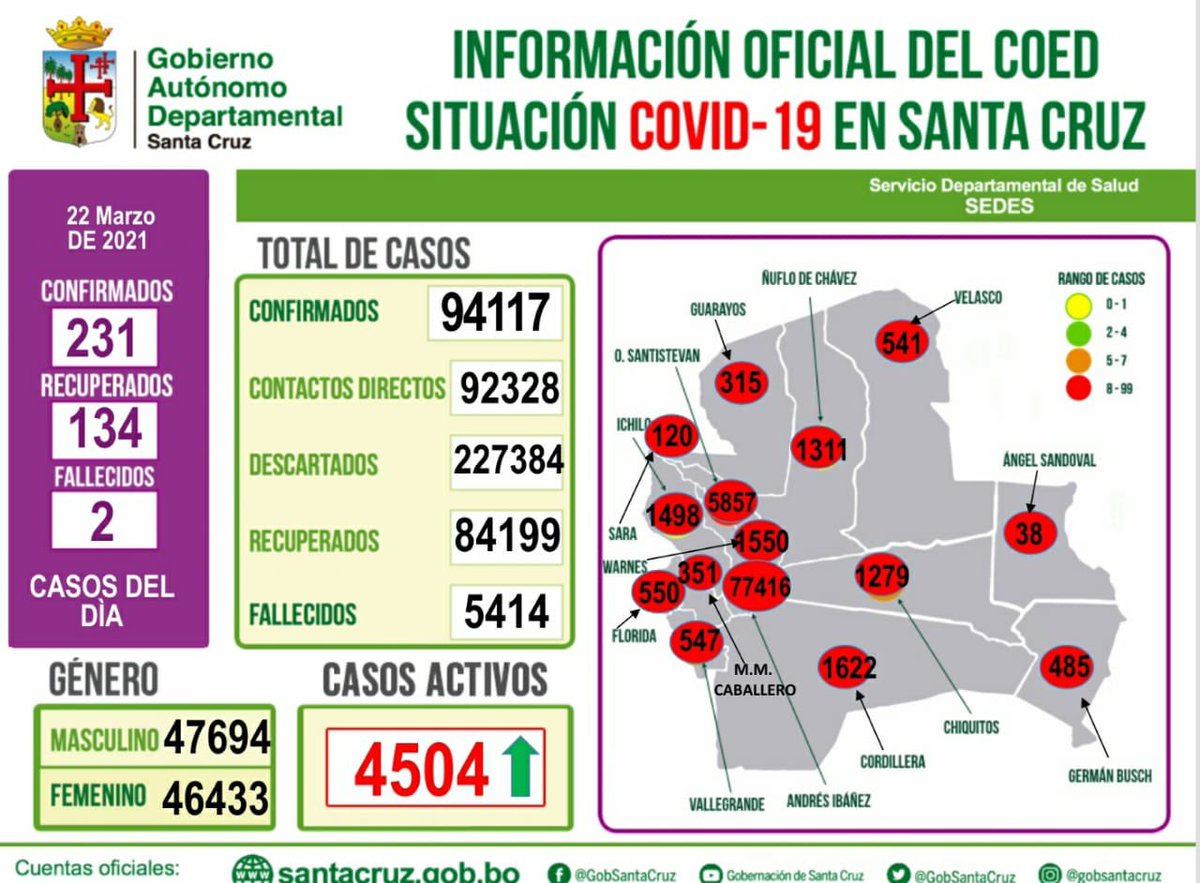 Gobierno
Autónomo
Departamental
Santa Cruz
INFORMACIÓN OFICIAL DEL COED
SITUACIÓN COVID-19 EN SANTA CRUZ
Servicio Departamental de Salud
SEDES
22 Marzo
DE 2021
CONFIRMADOS
231
RECUPERADOS
134
FALLECIDOS
2
CASOS DEL
DÌA
TOTAL DE CASOS
CONFIRMADOS 94117
CONTACTOS DIRECTOS 92328
DESCARTADOS 227384
RECUPERADOS 84199
FALLECIDOS 5414
GÉNERO
MASCULINO 47694
FEMENINO 46433
CASOS ACTIVOS
4504
RANGO DE CASOS
0-1
2-4
5-7
8-99
ÑUFLO DE CHÁVEZ
VELASCO
GUARAYOS
541
O. SANTISTEVAN
315
ICHILO
120
1311
ÁNGEL SANDOVAL
5857
1498
SARA
38
1550
WARNES
351
77416
1279
550
FLORIDA
547
M.M.
CABALLERO
1622
485
CHIQUITOS
CORDILLERA
GERMÁN BUSCH
VALLEGRANDE
ANDRÉS IBÁÑEZ
Cuentas oficiales:
www
santacruz.gob.bo
@GobSantaCruz
Gobernación de Santa Cruz
@GobSantaCruz
@gobsantacruz